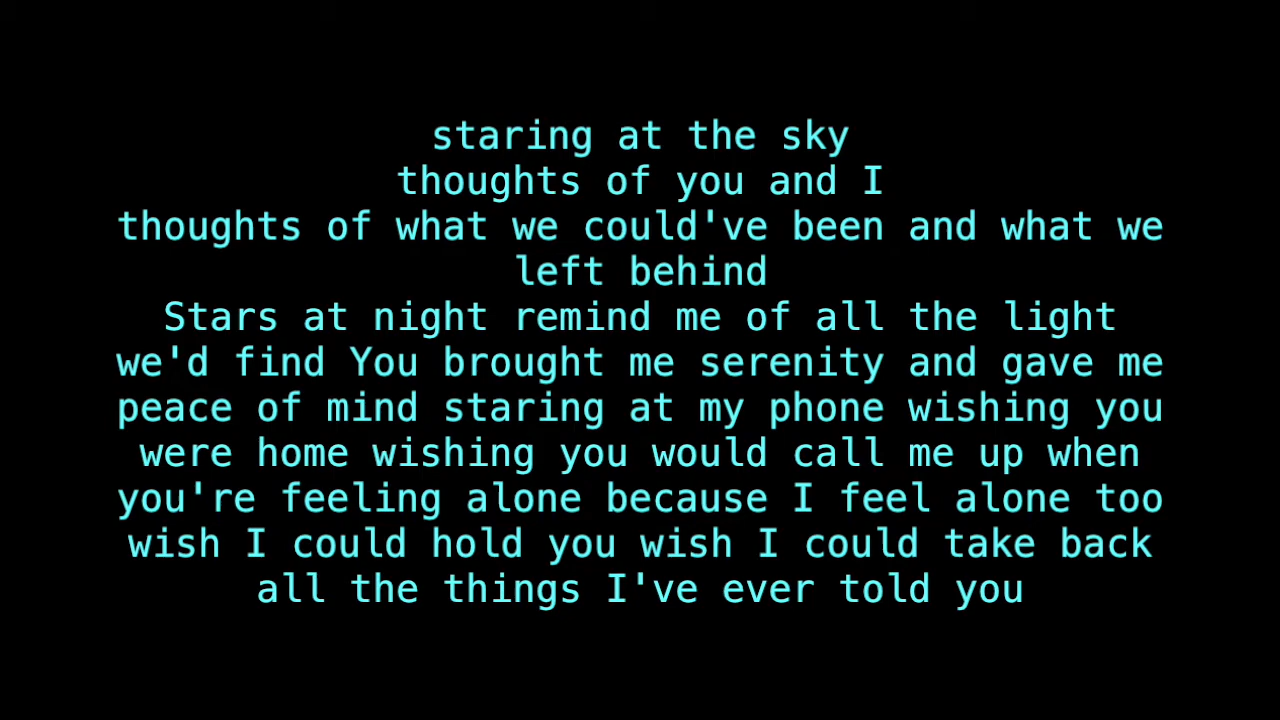 staring at the sky
thoughts of you and I
thoughts of what we could've been and what we
left behind
Stars at night remind me of all the light
we'd find You brought me serenity and gave me
peace of mind staring at my phone wishing you
were home wishing you would call me up when
you're feeling alone because I feel alone too
wish I could hold you wish I could take back
all the things I've ever told you